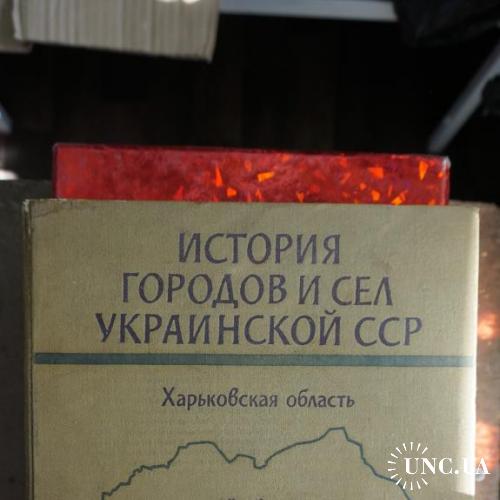 ИСТОРИЯ
ГОРОДОВ И СЕЛ
УКРАИНСКОЙ ССР
Харьковская область
UNC.UA